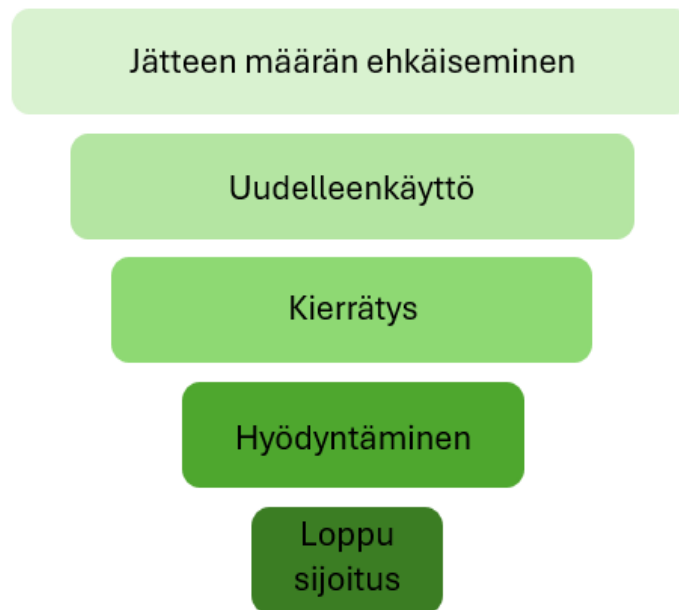 Jätteen määrän ehkäiseminen
Uudelleenkäyttö
Kierrätys
Hyödyntäminen
Loppu
sijoitus